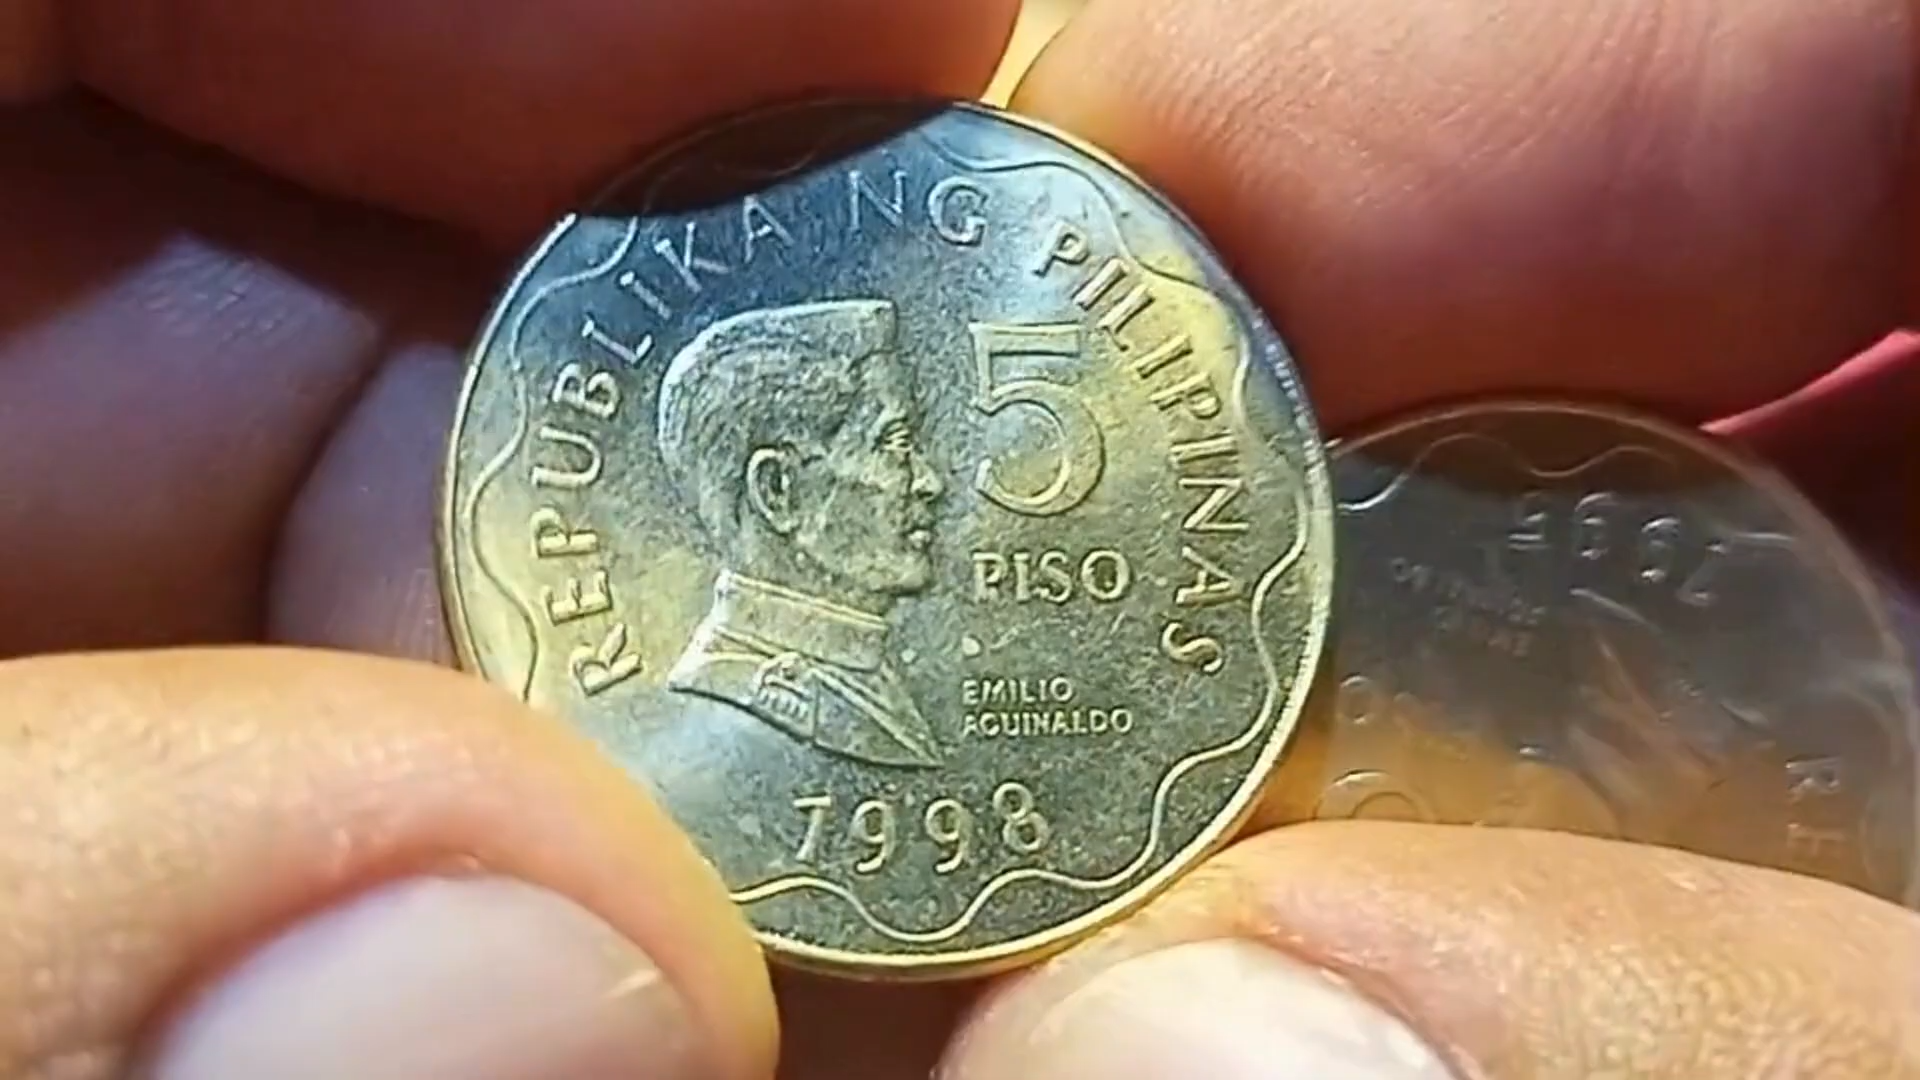 REPUBLIKA NG PILIPINAS
5
PISO
EMILIO
AGUINALDO
1998